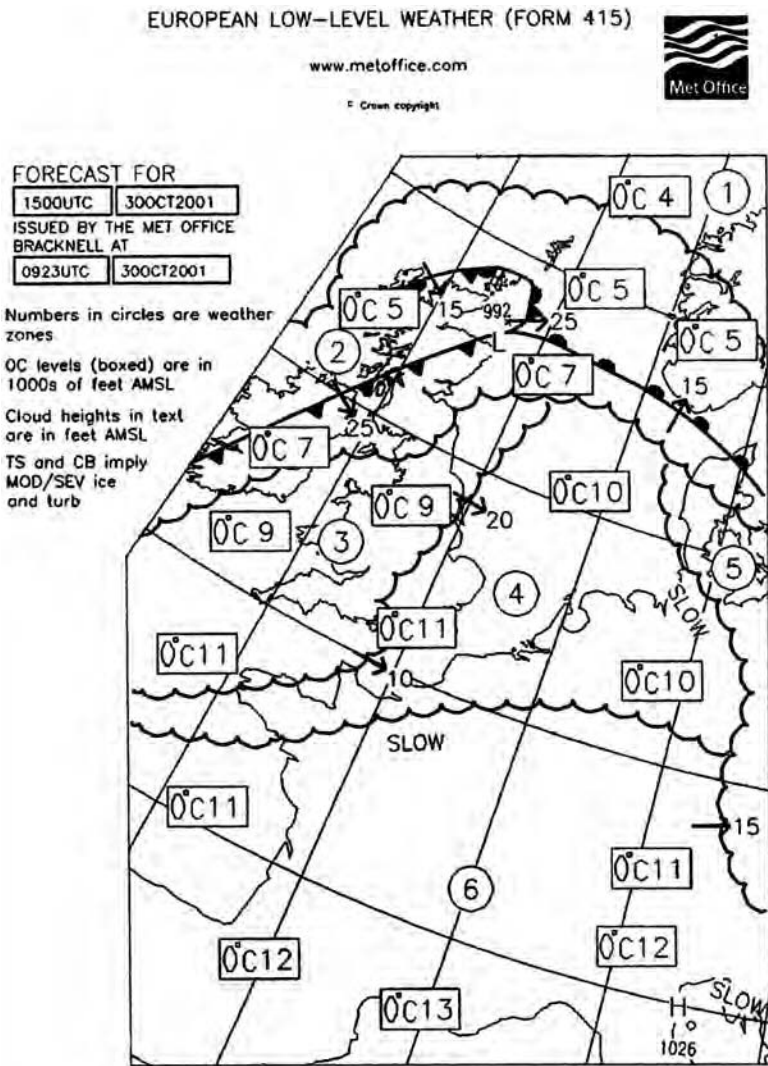 EUROPEAN LOW-LEVEL WEATHER (FORM 415)
www.metoffice.com
Met Office
Crown copyright
FORECAST FOR
1500UTC 30OCT2001
ISSUED BY THE MET OFFICE
BRACKNELL AT
0923UTC 30OCT2001
Numbers in circles are weather
zones
0C levels (boxed) are in
1000s of feet AMSL
Cloud heights in text
are in feet AMSL
TS and CB imply
MOD/SEV ice
and turb
0°C 4
1
0°C 5
0°C 5
15
992
25
L
0°C 5
2
0°C 7
15
25
0°C 7
0°C 9
0°C 10
20
0°C 9
3
5
4
SLOW
0°C 11
0°C 11
10
0°C 10
SLOW
0°C 11
15
6
0°C 11
0°C 12
0°C 12
0°C 13
H
SLOW
1026